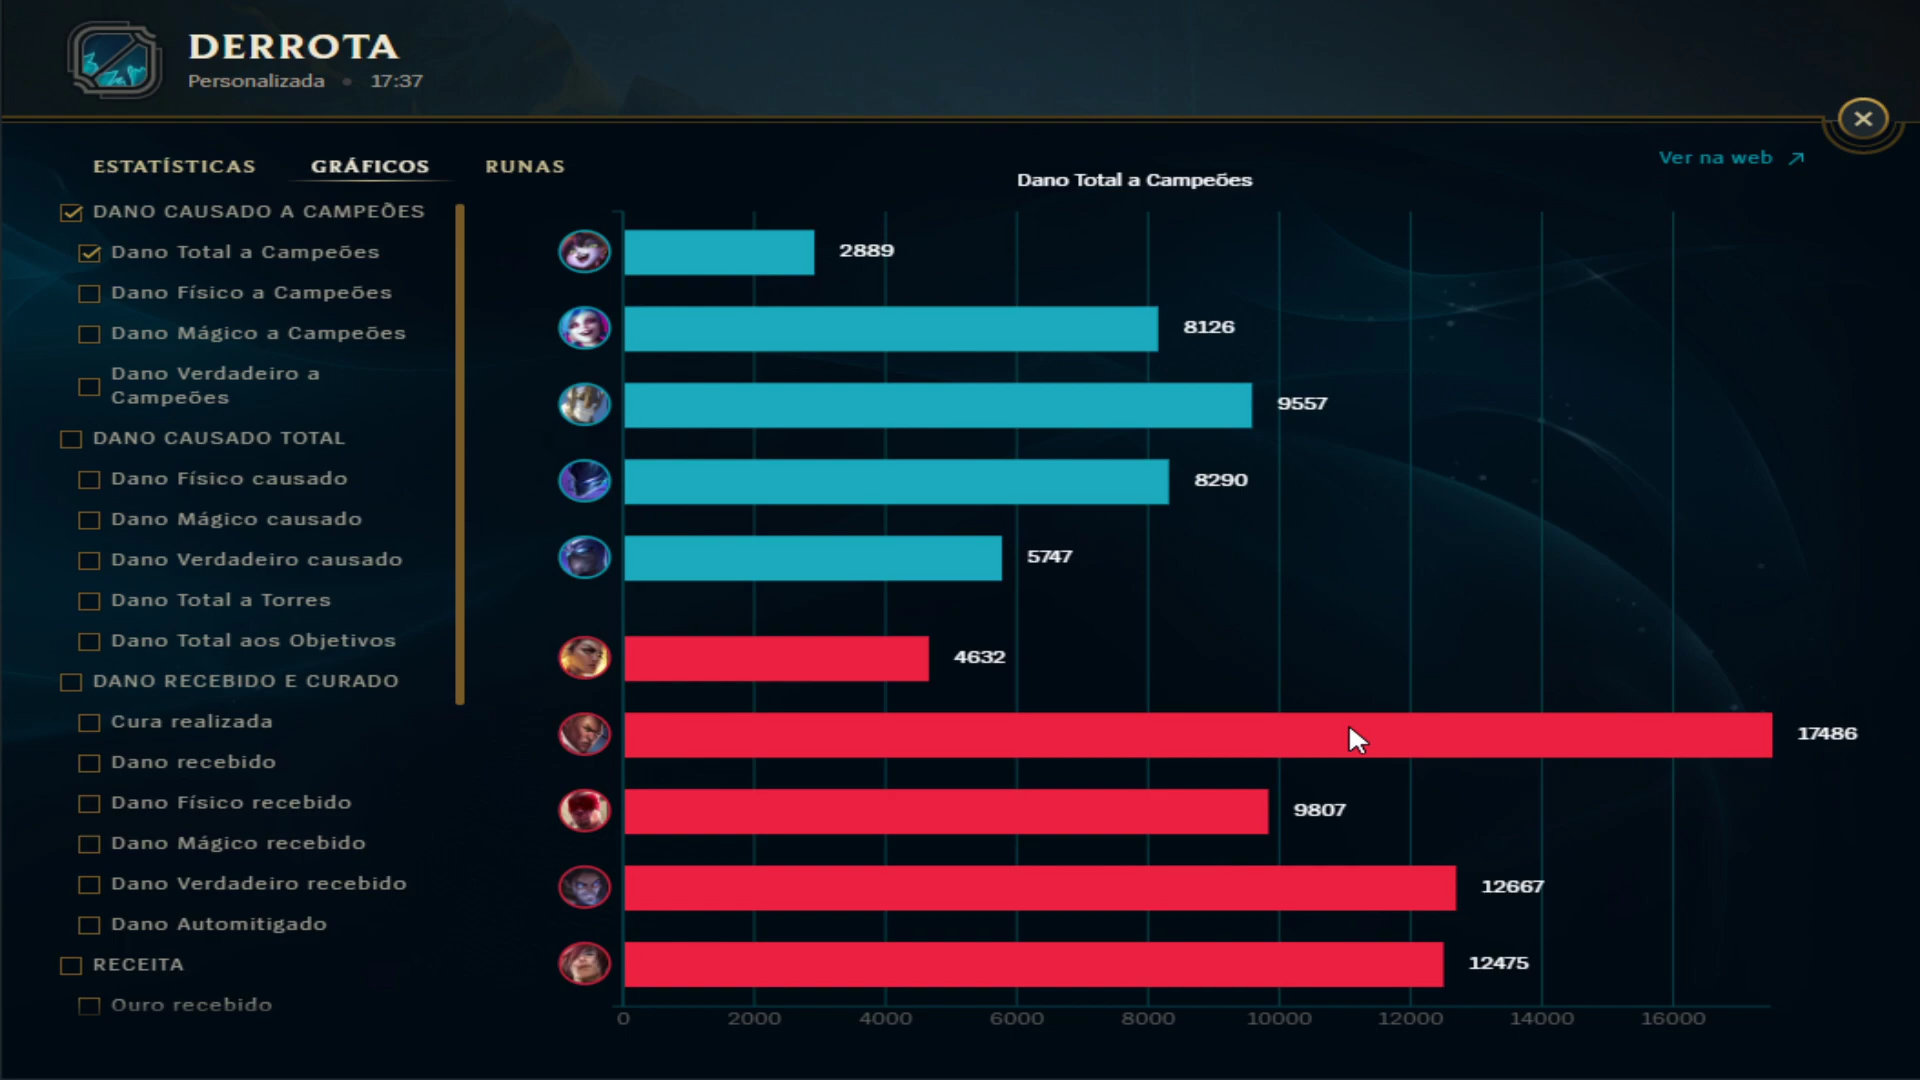 DERROTA
Personalizada • 17:37
ESTATÍSTICAS GRÁFICOS RUNAS
Ver na web
Dano Total a Campeões
DANO CAUSADO A CAMPEÕES
Dano Total a Campeões
Dano Físico a Campeões
Dano Mágico a Campeões
Dano Verdadeiro a
Campeões
DANO CAUSADO TOTAL
Dano Físico causado
Dano Mágico causado
Dano Verdadeiro causado
Dano Total a Torres
Dano Total aos Objetivos
DANO RECEBIDO E CURADO
Cura realizada
Dano recebido
Dano Físico recebido
Dano Mágico recebido
Dano Verdadeiro recebido
Dano Automitigado
RECEITA
Ouro recebido
2889
8126
9557
8290
5747
4632
17486
9807
12667
12475
0 2000 4000 6000 8000 10000 12000 14000 16000